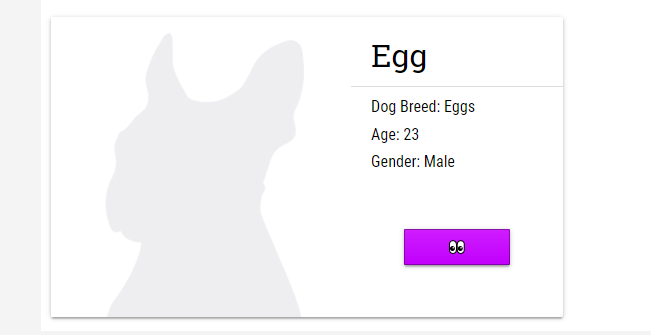 Egg
Dog Breed: Eggs
Age: 23
Gender: Male
👀